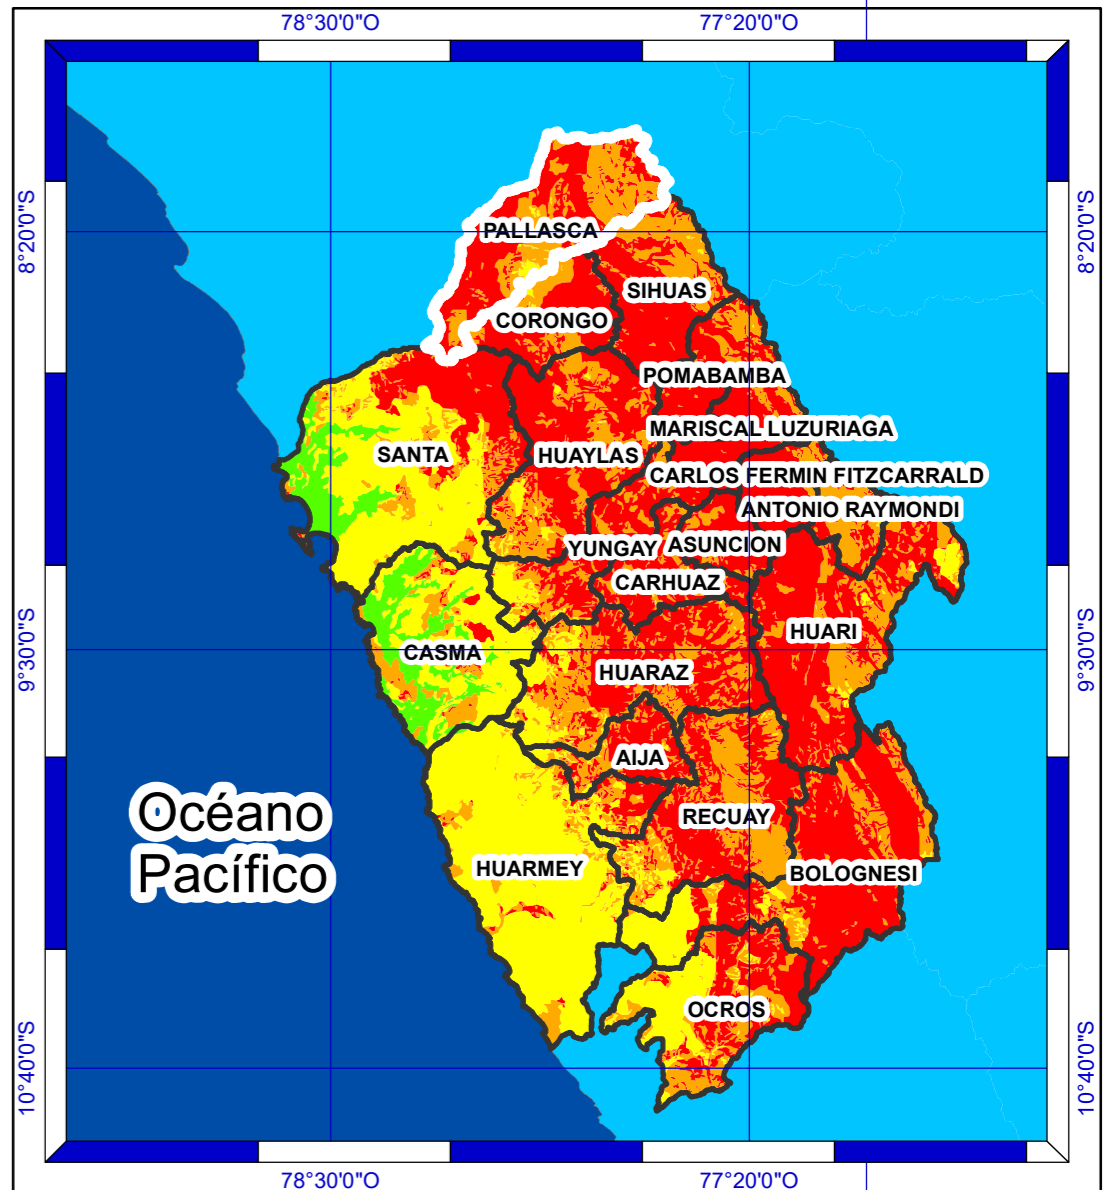 78°30'0"O 77°20'0"O
8°20'0"S 8°20'0"S
PALLASCA
SIHUAS
CORONGO
POMABAMBA
MARISCAL LUZURIAGA
SANTA HUAYLAS
CARLOS FERMIN FITZCARRALD
ANTONIO RAYMONDI
YUNGAY ASUNCION
CARHUAZ
HUARI
CASMA
9°30'0"S 9°30'0"S
HUARAZ
AIJA
Océano
RECUAY
Pacífico
HUARMEY BOLOGNESI
OCROS
10°40'0"S 10°40'0"S
78°30'0"O 77°20'0"O